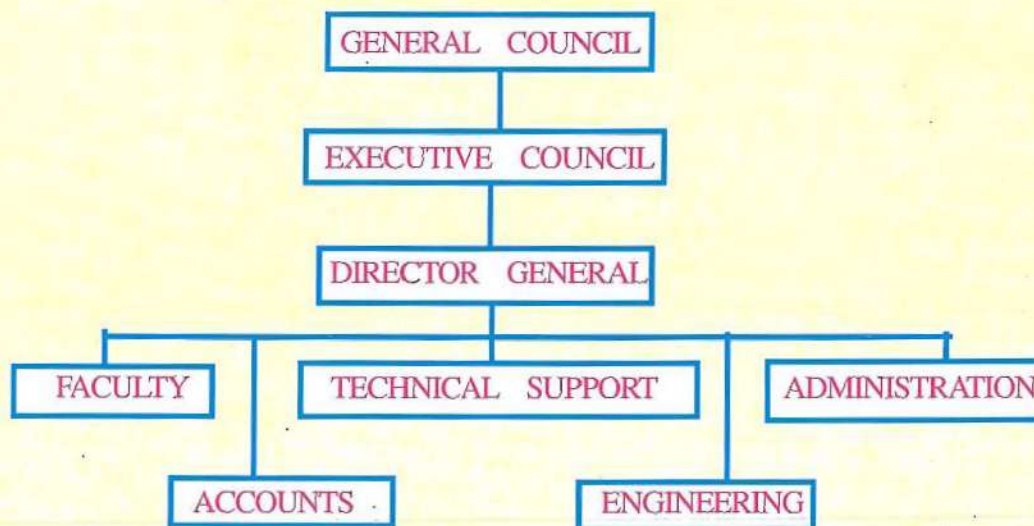 GENERAL COUNCIL
EXECUTIVE COUNCIL
DIRECTOR GENERAL
FACULTY
TECHNICAL SUPPORT
ADMINISTRATION
ACCOUNTS
ENGINEERING